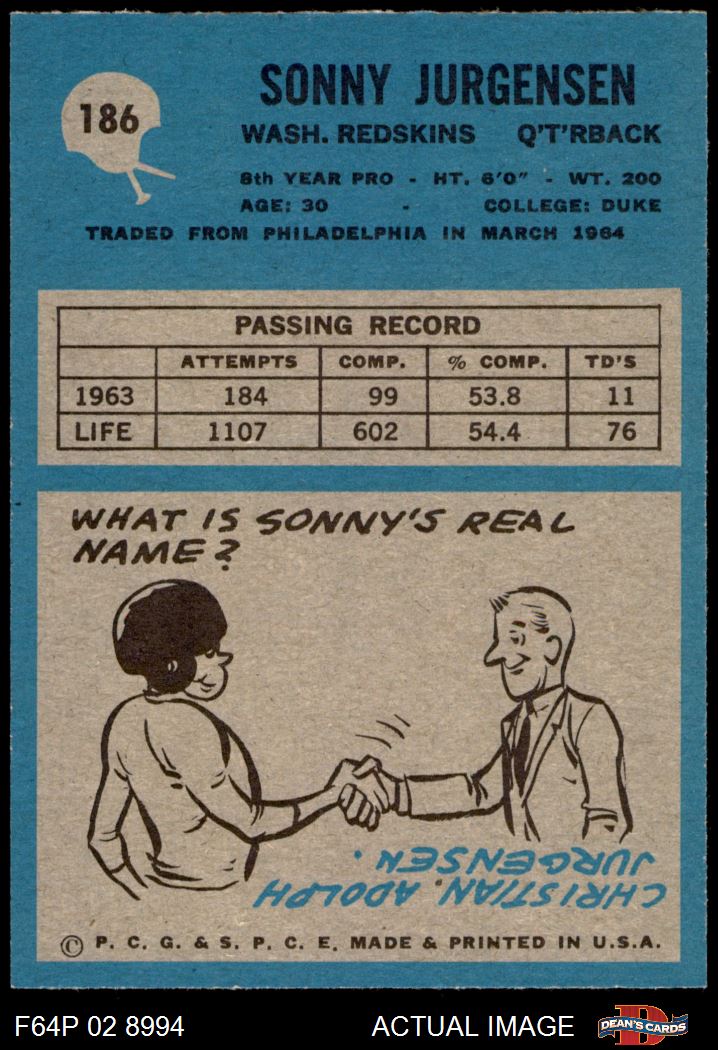 186
SONNY JURGENSEN
WASH. REDSKINS Q'T'RBACK
8th YEAR PRO - HT. 6'0" - WT. 200
AGE: 30 - COLLEGE: DUKE
TRADED FROM PHILADELPHIA IN MARCH 1964
PASSING RECORD
ATTEMPTS COMP. % COMP. TD'S
1963 184 99 53.8 11
LIFE 1107 602 54.4 76
WHAT IS SONNY'S REAL
NAME?
CHRISTIAN ADOLPH
JURGENSEN.
© P. C. G. & S. P. C. E. MADE & PRINTED IN U.S.A.
F64P 02 8994 ACTUAL IMAGE DEAN'S CARDS